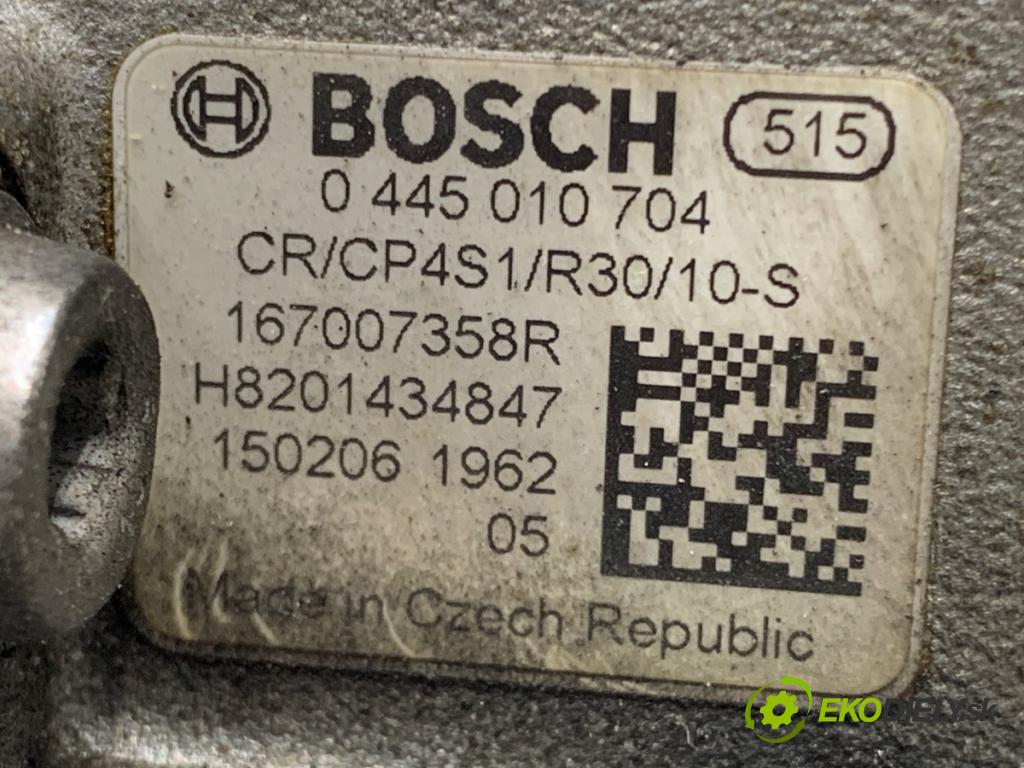 BOSCH 515
0 445 010 704
CR/CP4S1/R30/10-S
167007358R
H8201434847
150206 1962
05
Made in Czech Republic
EKODIELY.sk